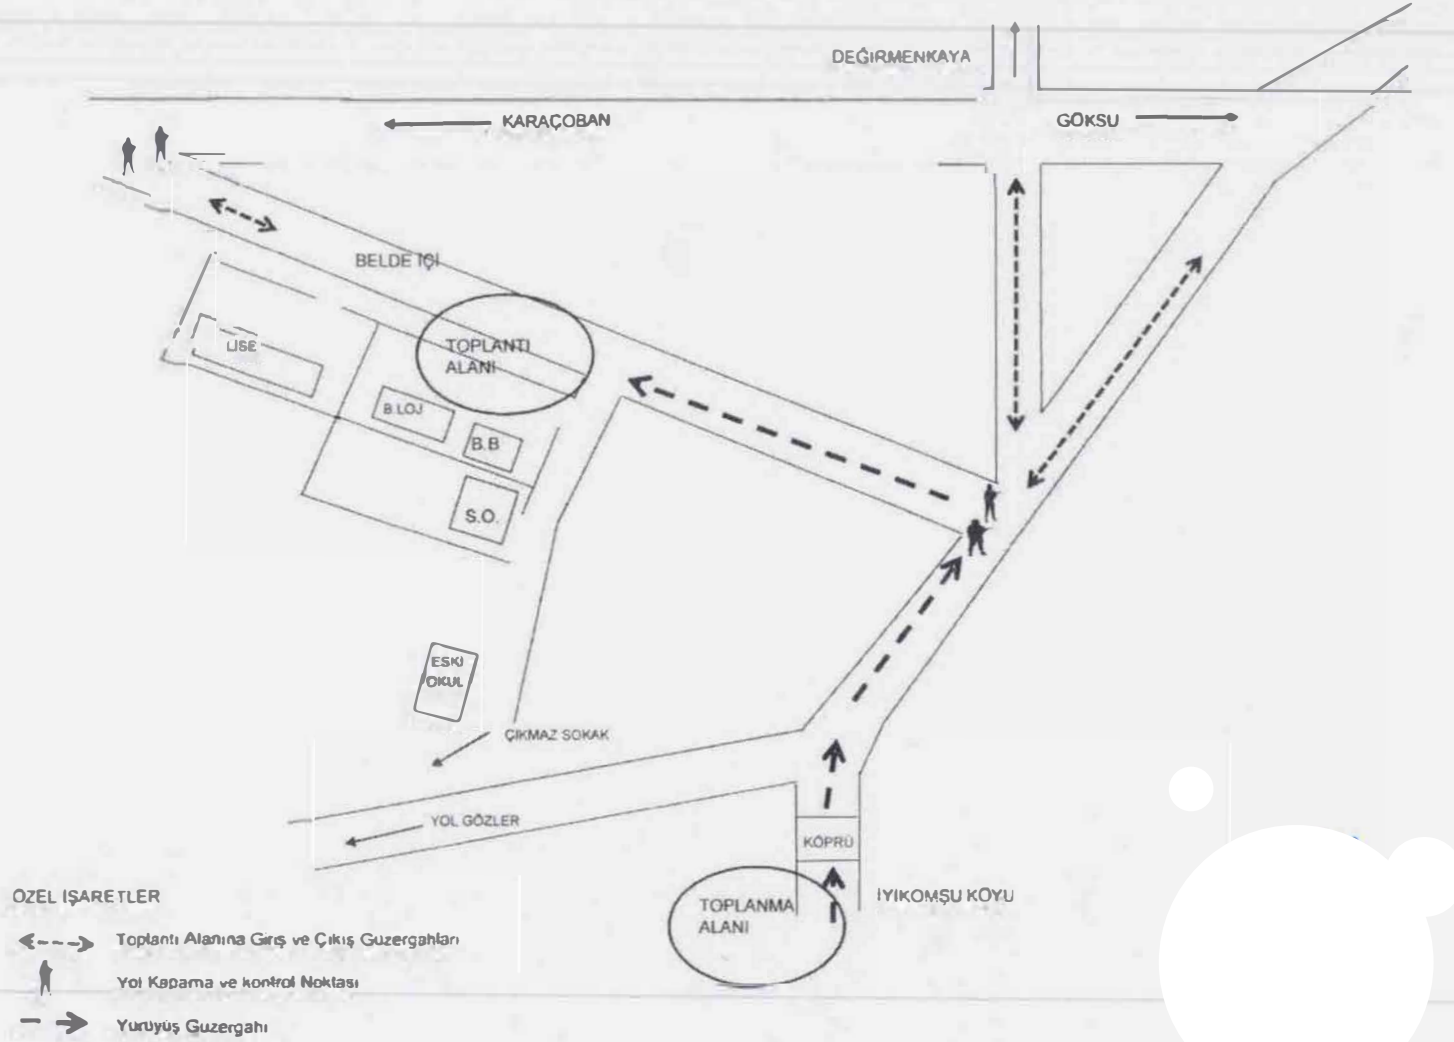 DEĞİRMENKAYA
KARAÇOBAN
GÖKSU
BELDE İÇİ
TOPLANTI
ALANI
LİSE
B.LOJ
B.B
S.O.
ESKİ
OKUL
ÇIKMAZ SOKAK
YOL GÖZLER
KÖPRÜ
TOPLANMA
ALANI
İYİKOMŞU KÖYÜ
ÖZEL İŞARETLER
Toplantı Alanına Giriş ve Çıkış Güzergahları
Yol Kapama ve kontrol Noktası
Yürüyüş Güzergahı